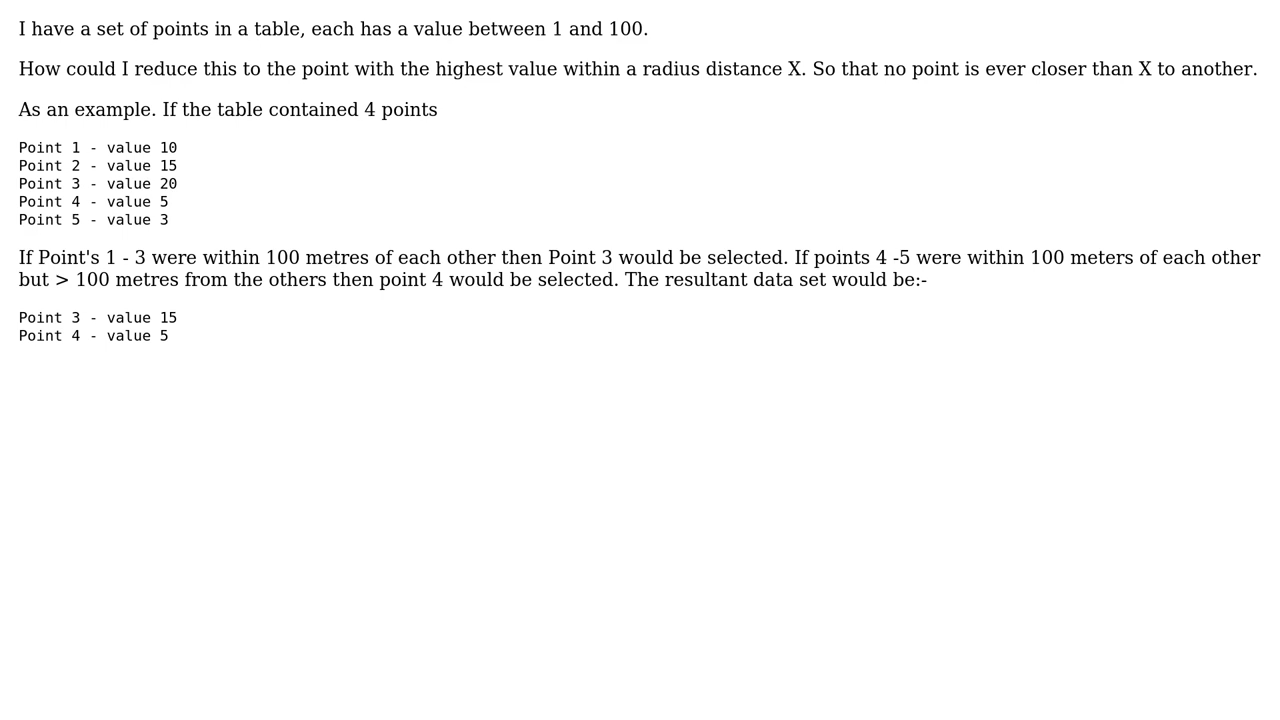 I have a set of points in a table, each has a value between 1 and 100.
How could I reduce this to the point with the highest value within a radius distance X. So that no point is ever closer than X to another.
As an example. If the table contained 4 points
Point 1 - value 10
Point 2 - value 15
Point 3 - value 20
Point 4 - value 5
Point 5 - value 3
If Point's 1 - 3 were within 100 metres of each other then Point 3 would be selected. If points 4 -5 were within 100 meters of each other
but > 100 metres from the others then point 4 would be selected. The resultant data set would be:-
Point 3 - value 15
Point 4 - value 5